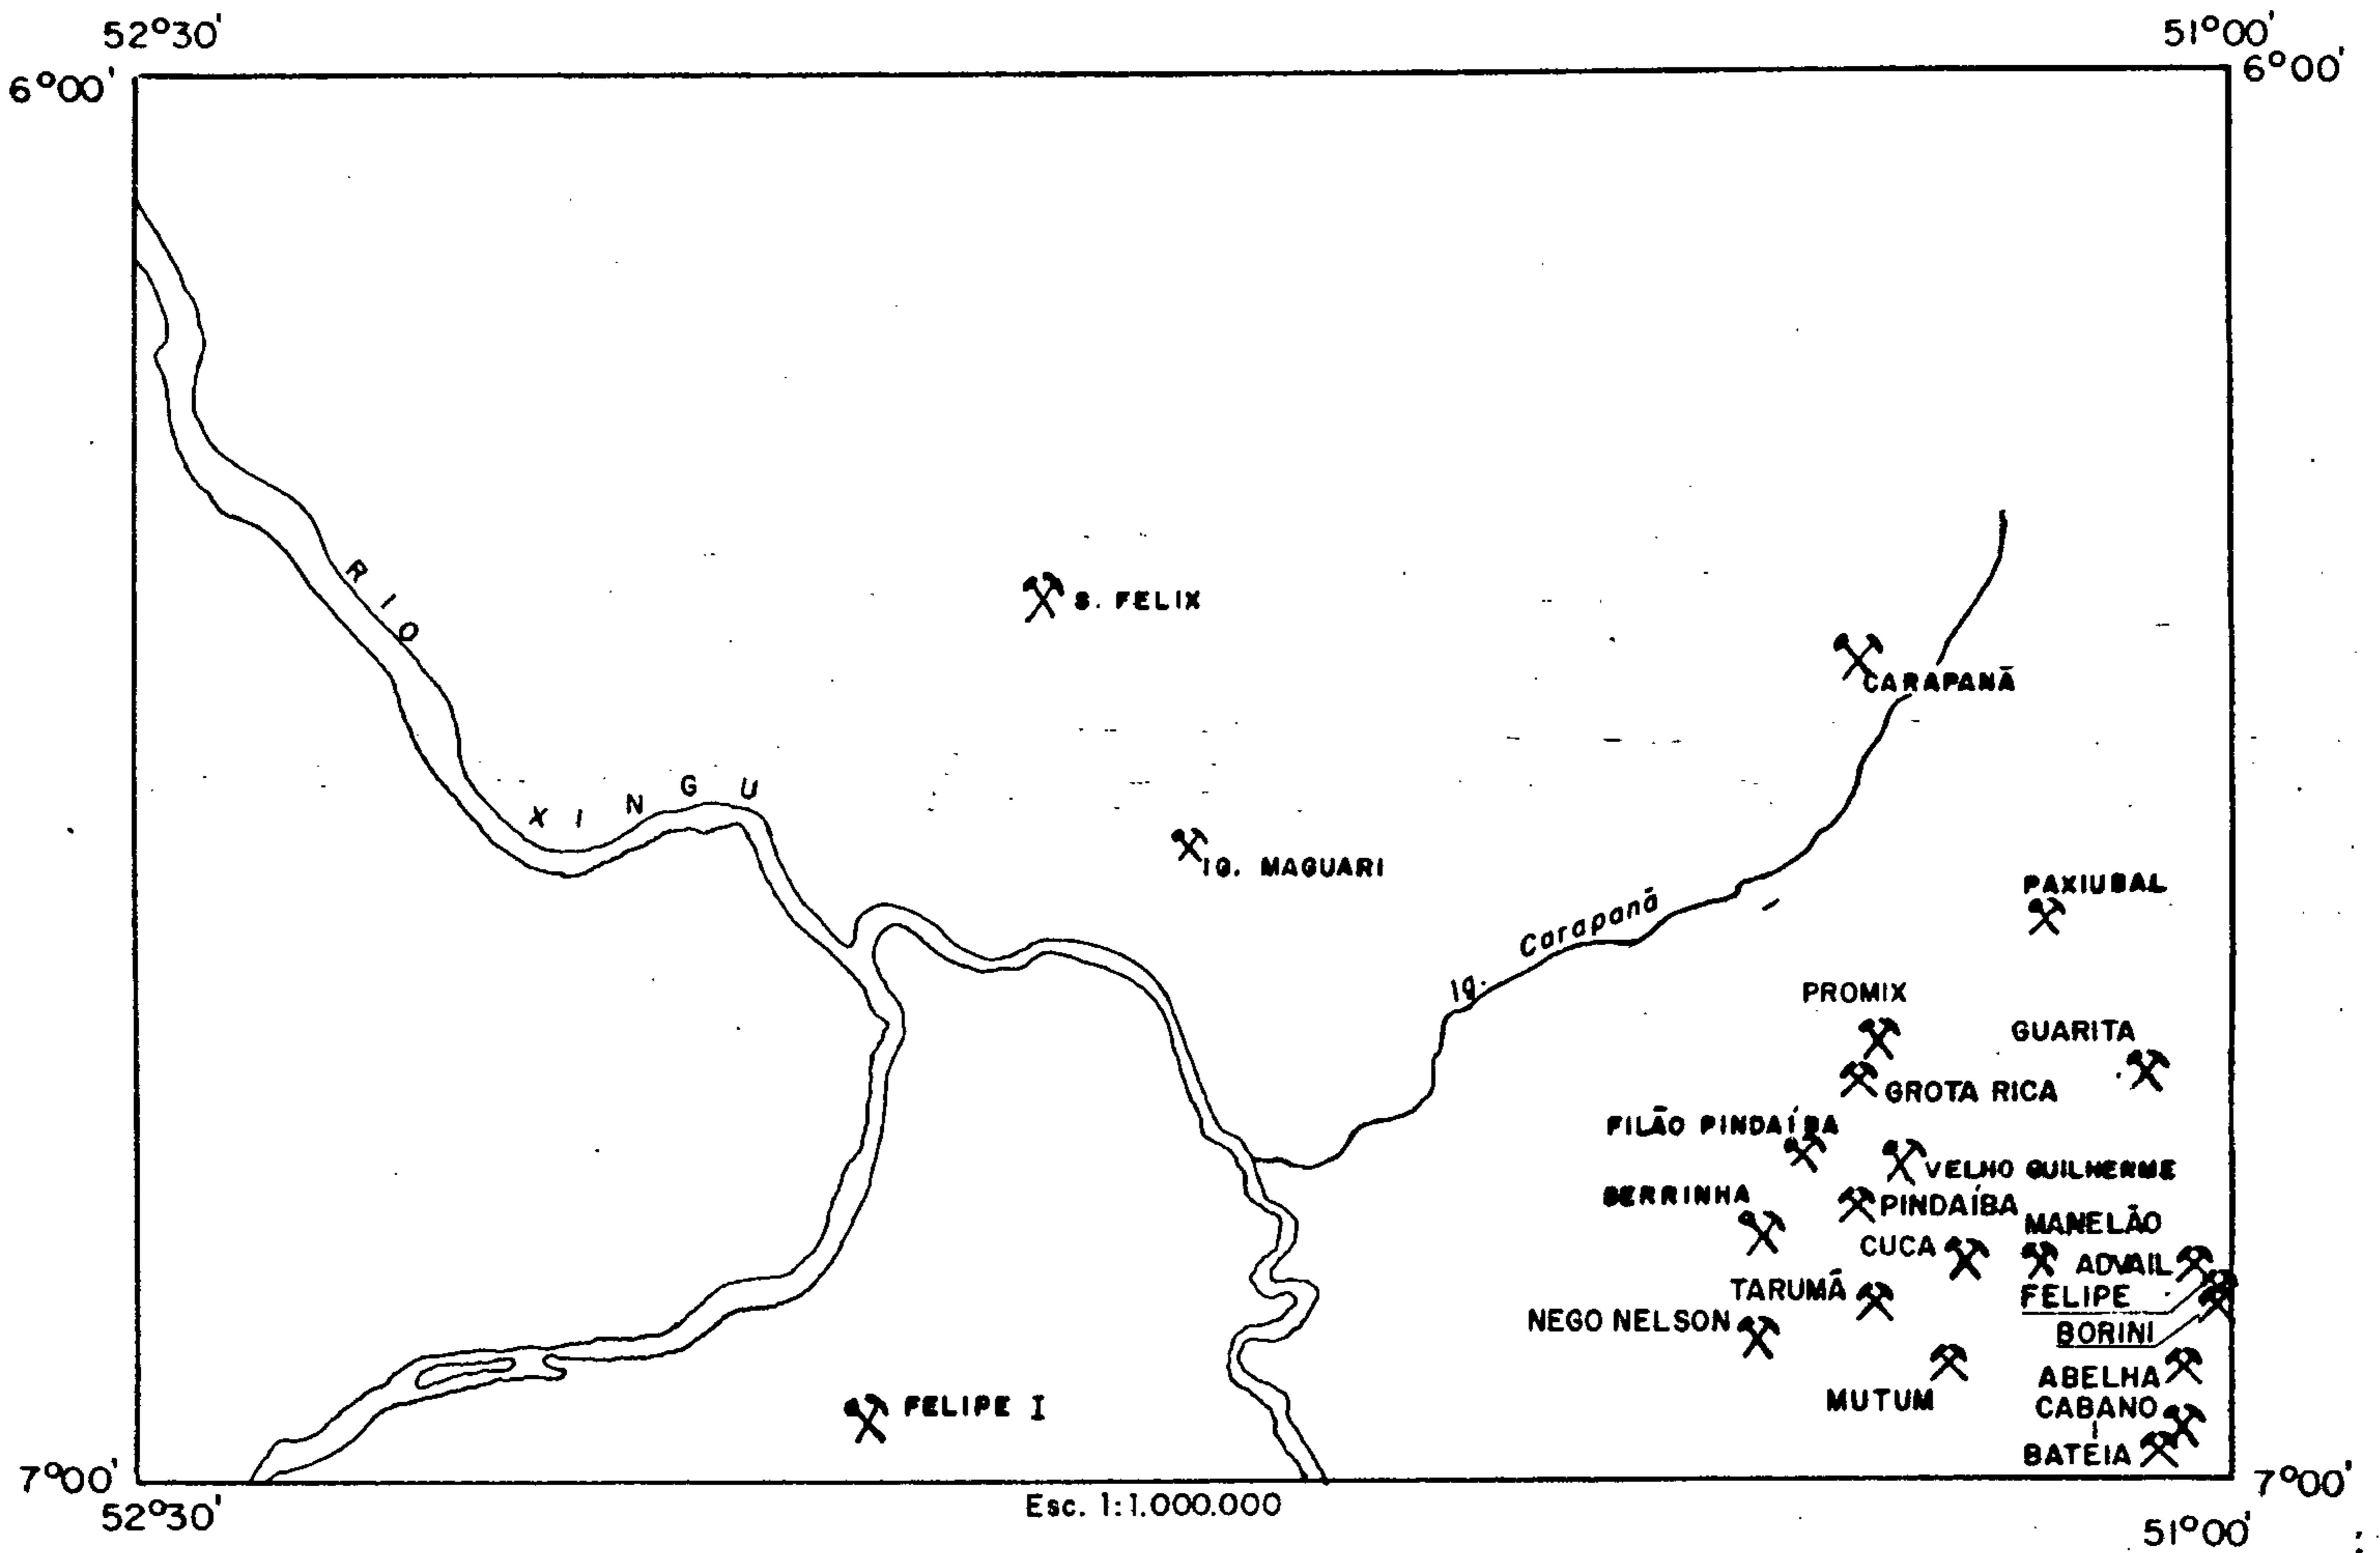 52°30'
51°00'
6°00'
6°00'
RIO
XINGU
S. FELIX
CARAPANÃ
IG. MAGUARI
PAXIUBAL
Ig. Carapanã
PROMIX
GUARITA
GROTA RICA
FILÃO PINDAÍBA
VELHO GUILHERME
SERRINHA
PINDAÍBA
MANELÃO
CUCA
ADVAIL
TARUMÃ
FELIPE
NEGO NELSON
BORINI
ABELHA
MUTUM
CABANO
FELIPE I
BATÉIA
7°00'
7°00'
52°30'
Esc. 1:1.000.000
51°00'